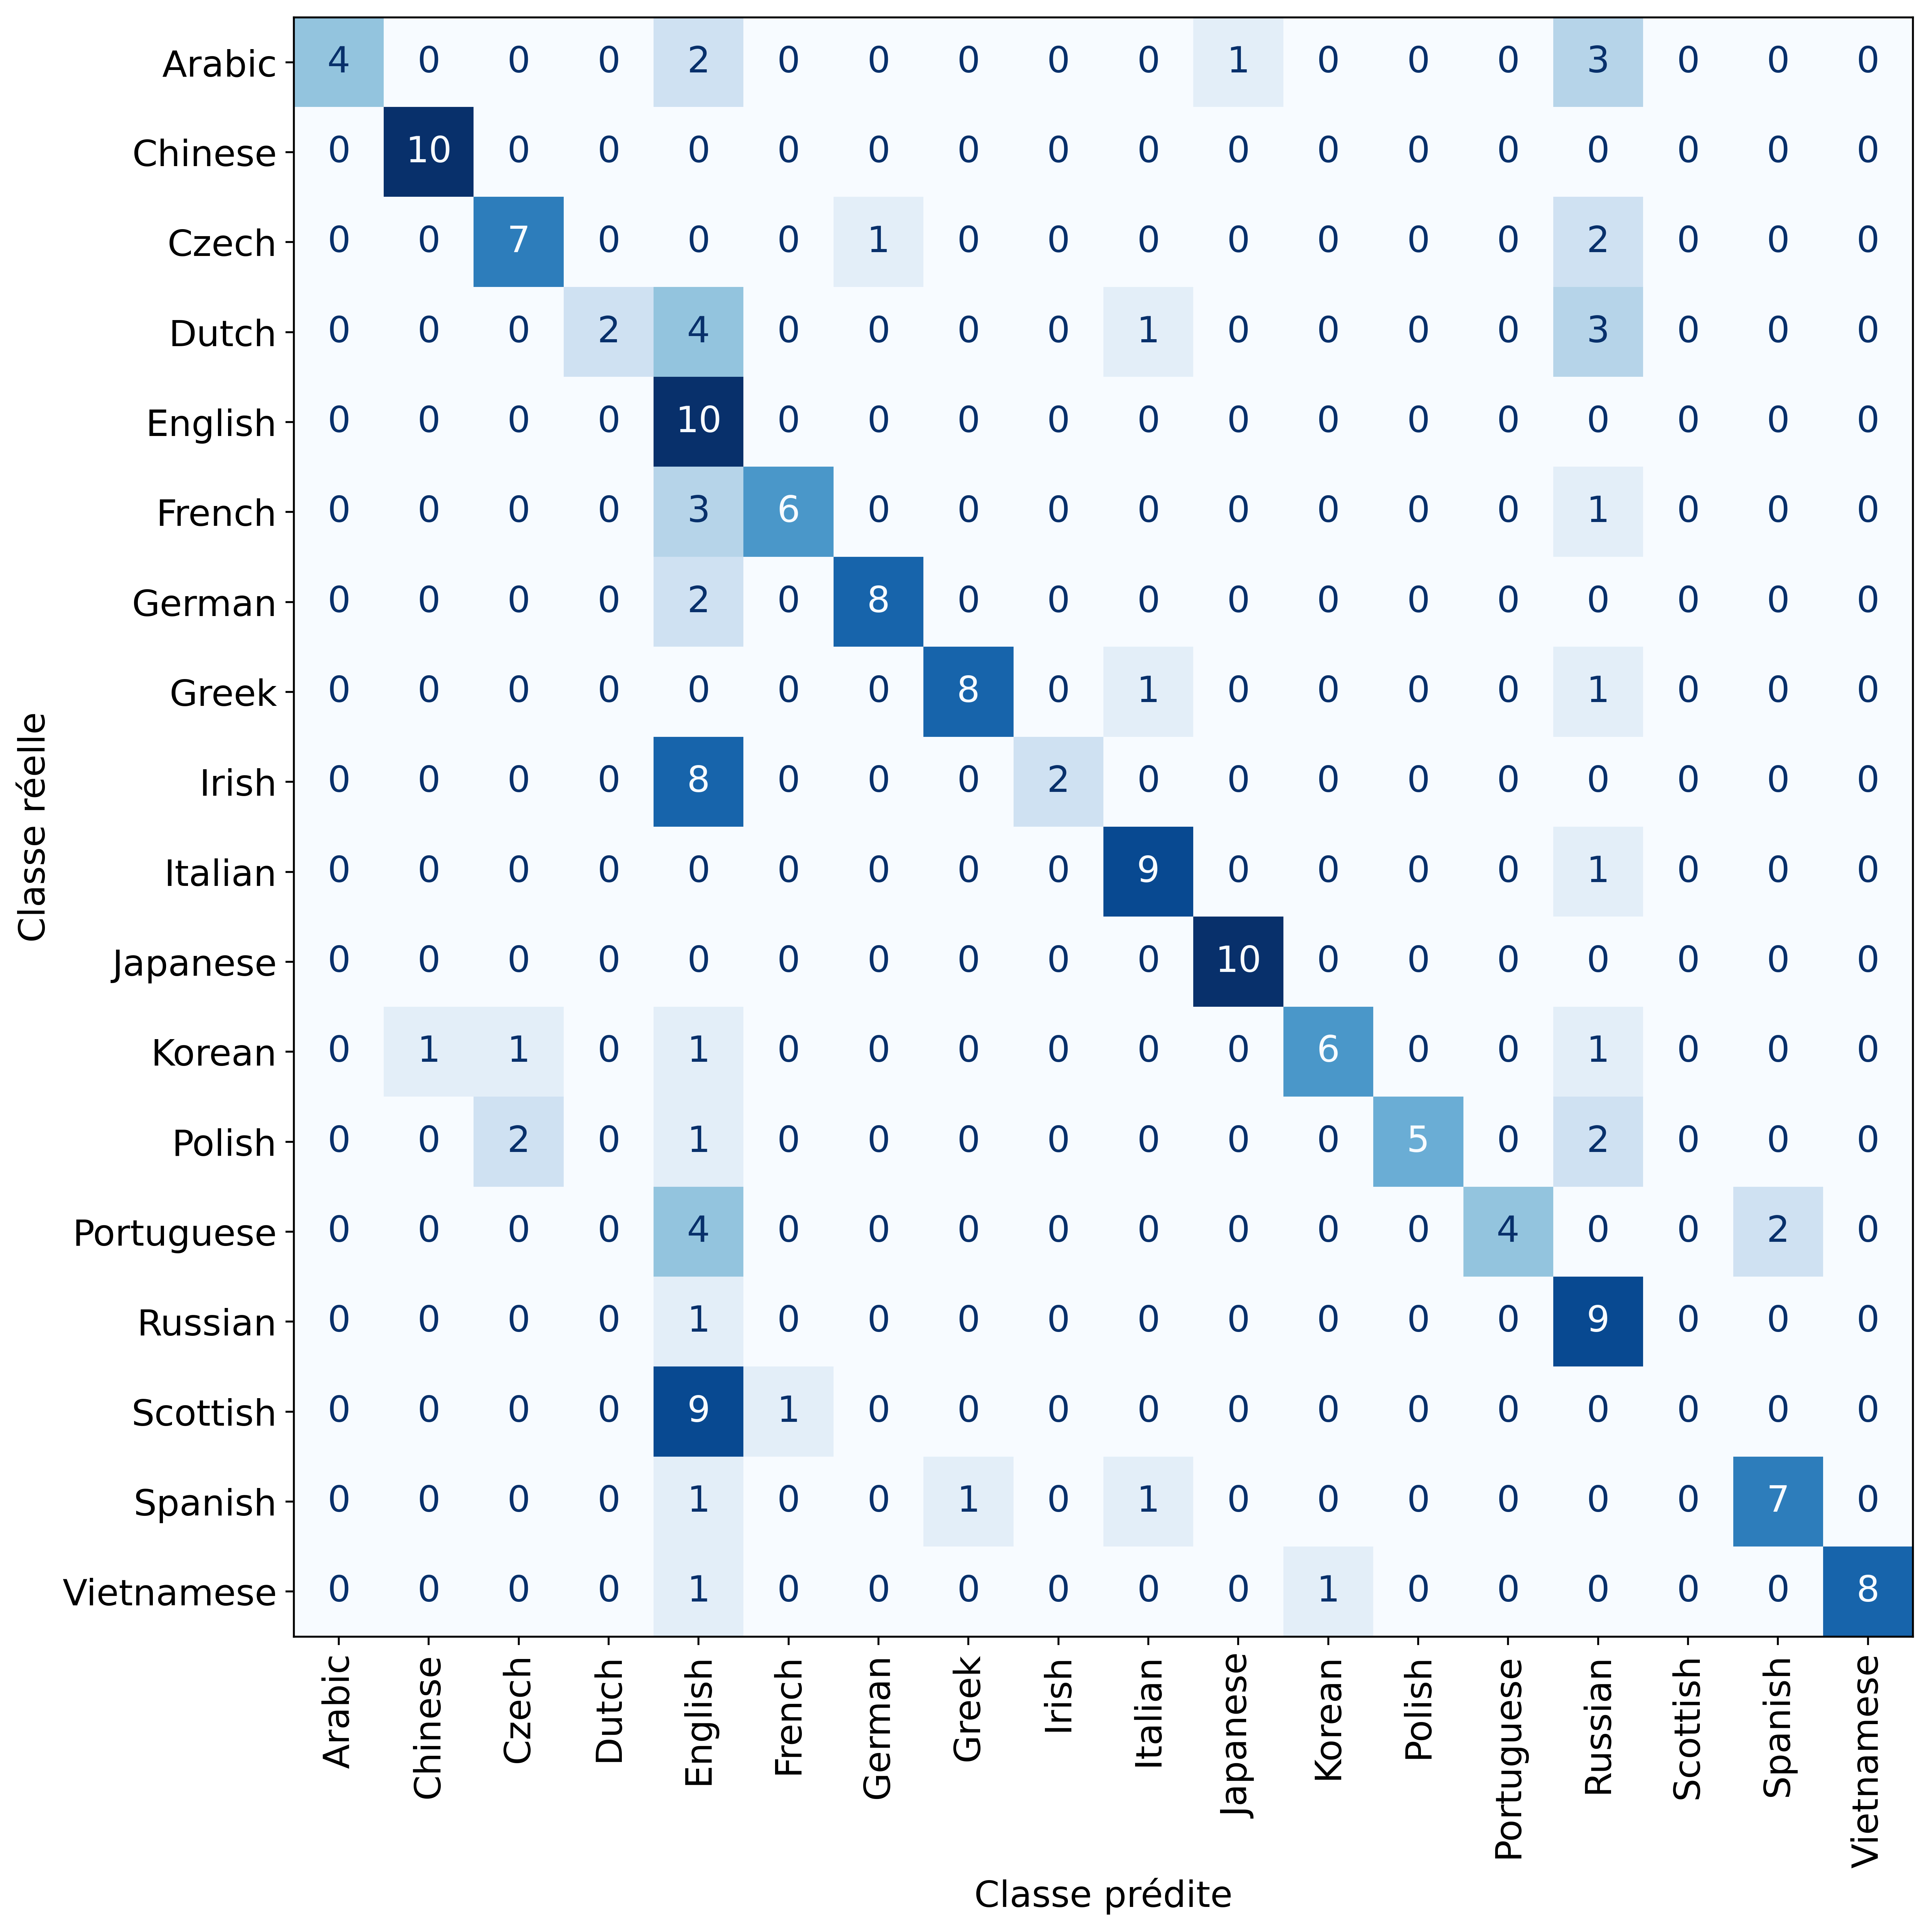 Arabic 4 0 0 0 2 0 0 0 0 0 1 0 0 0 3 0 0 0
Chinese 0 10 0 0 0 0 0 0 0 0 0 0 0 0 0 0 0 0
Czech 0 0 7 0 0 0 1 0 0 0 0 0 0 0 2 0 0 0
Dutch 0 0 0 2 4 0 0 0 0 1 0 0 0 0 3 0 0 0
English 0 0 0 0 10 0 0 0 0 0 0 0 0 0 0 0 0 0
French 0 0 0 0 3 6 0 0 0 0 0 0 0 0 1 0 0 0
German 0 0 0 0 2 0 8 0 0 0 0 0 0 0 0 0 0 0
Greek 0 0 0 0 0 0 0 8 0 1 0 0 0 0 1 0 0 0
Irish 0 0 0 0 8 0 0 0 2 0 0 0 0 0 0 0 0 0
Italian 0 0 0 0 0 0 0 0 0 9 0 0 0 0 1 0 0 0
Japanese 0 0 0 0 0 0 0 0 0 0 10 0 0 0 0 0 0 0
Korean 0 1 1 0 1 0 0 0 0 0 0 6 0 0 1 0 0 0
Polish 0 0 2 0 1 0 0 0 0 0 0 0 5 0 2 0 0 0
Portuguese 0 0 0 0 4 0 0 0 0 0 0 0 0 4 0 0 2 0
Russian 0 0 0 0 1 0 0 0 0 0 0 0 0 0 9 0 0 0
Scottish 0 0 0 0 9 1 0 0 0 0 0 0 0 0 0 0 0 0
Spanish 0 0 0 0 1 0 0 1 0 1 0 0 0 0 0 0 7 0
Vietnamese 0 0 0 0 1 0 0 0 0 0 0 1 0 0 0 0 0 8
Classe réelle
Arabic Chinese Czech Dutch English French German Greek Irish Italian Japanese Korean Polish Portuguese Russian Scottish Spanish Vietnamese
Classe prédite